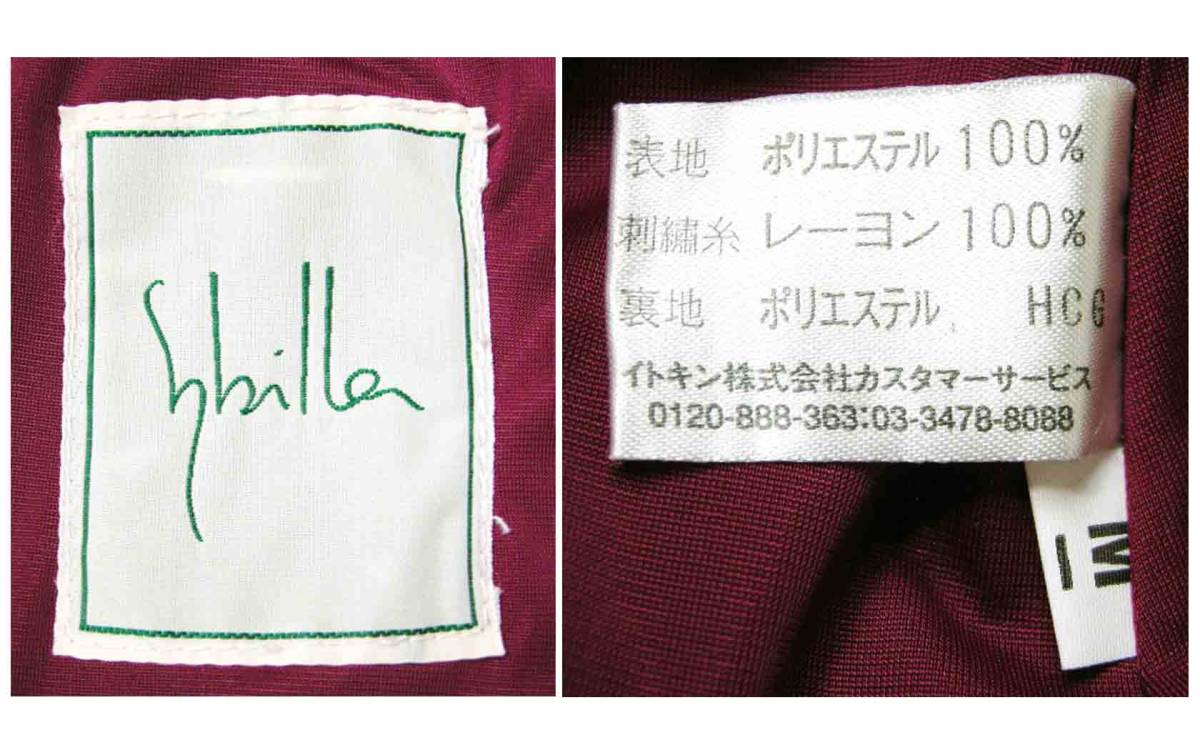 Sybilla
表地 ポリエステル 100%
刺繍糸 レーヨン 100%
裏地 ポリエステル HCG
イトキン株式会社カスタマーサービス
0120-888-363:03-3478-8088
M